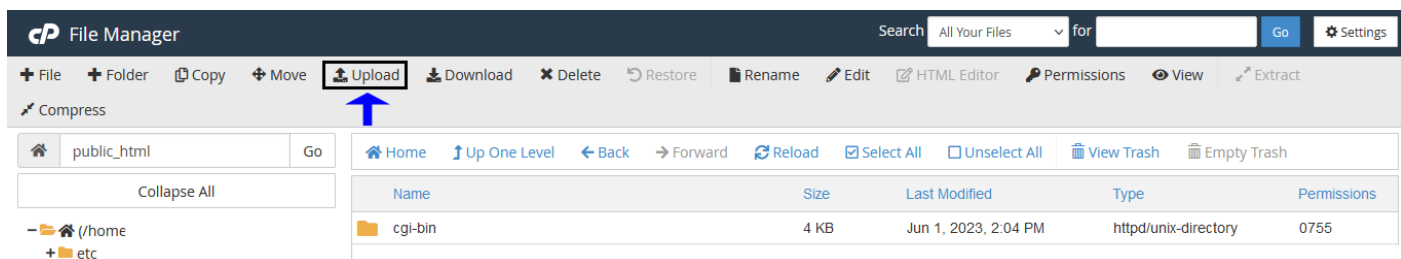 cP File Manager Search All Your Files for Go Settings
File Folder Copy Move Upload Download Delete Restore Rename Edit HTML Editor Permissions View Extract
Compress
public_html Go Home Up One Level Back Forward Reload Select All Unselect All View Trash Empty Trash
Collapse All
Name Size Last Modified Type Permissions
(/home cgi-bin 4 KB Jun 1, 2023, 2:04 PM httpd/unix-directory 0755
etc